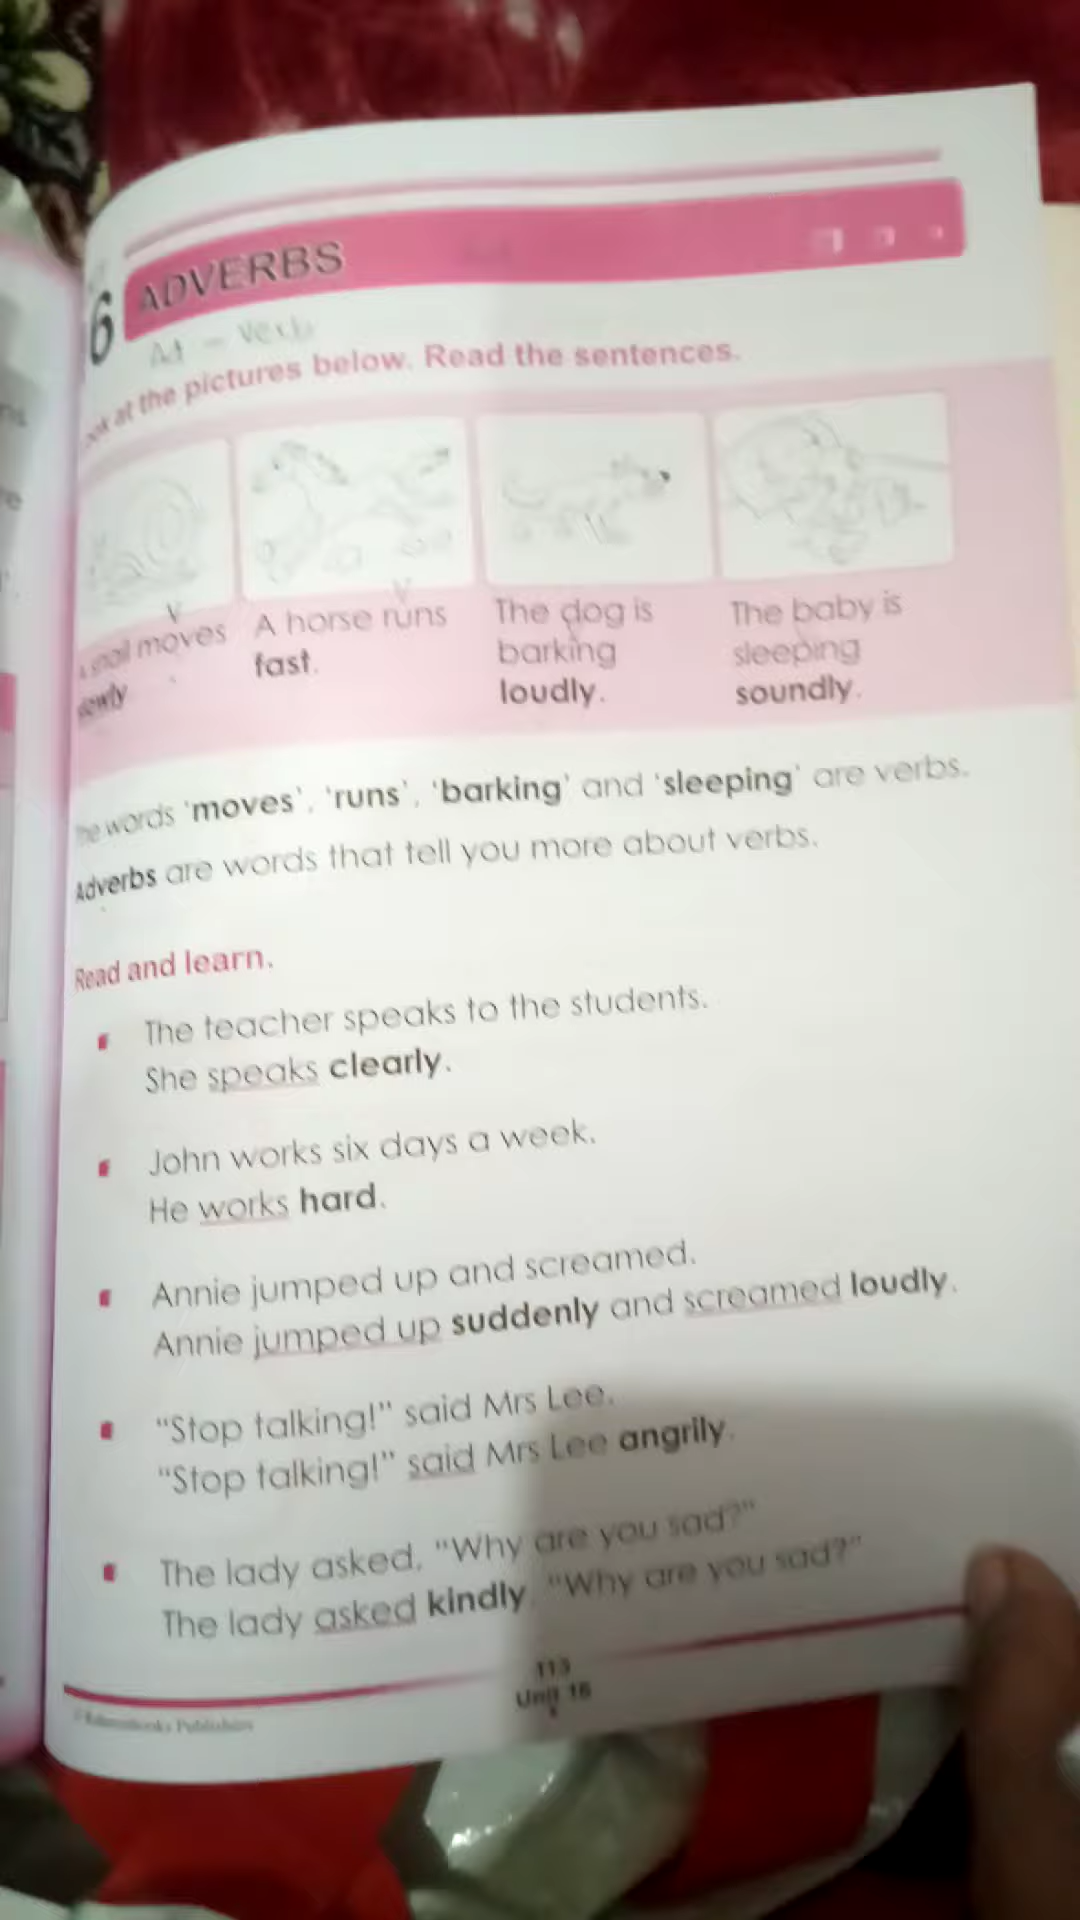 6 ADVERBS
Ad - Verb
at the pictures below. Read the sentences.
moves
A horse runs
fast.
The dog is
barking
loudly.
The baby is
sleeping
soundly.
words 'moves', 'runs', 'barking' and 'sleeping' are verbs.
Adverbs are words that tell you more about verbs.
Read and learn.
The teacher speaks to the students.
She speaks clearly.
John works six days a week.
He works hard.
Annie jumped up and screamed.
Annie jumped up suddenly and screamed loudly.
"Stop talking!" said Mrs Lee.
"Stop talking!" said Mrs Lee angrily.
The lady asked, "Why are you sad?"
The lady asked kindly, "Why are you sad?"
113
Unit 16
Publishers